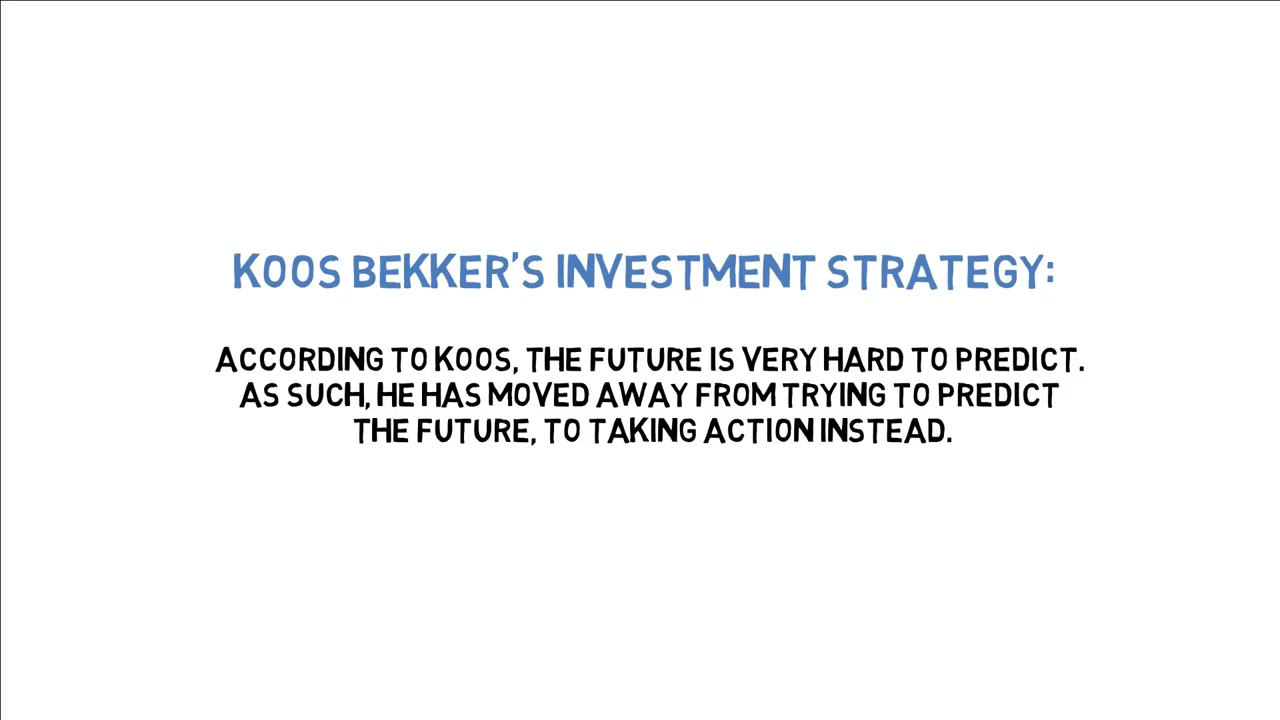 KOOS BEKKER'S INVESTMENT STRATEGY:
ACCORDING TO KOOS, THE FUTURE IS VERY HARD TO PREDICT.
AS SUCH, HE HAS MOVED AWAY FROM TRYING TO PREDICT
THE FUTURE, TO TAKING ACTION INSTEAD.